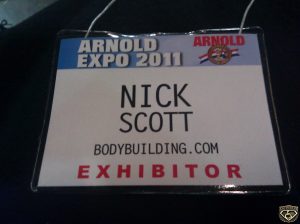 ARNOLD ARNOLD
EXPO 2011
NICK
SCOTT
BODYBUILDING.COM
EXHIBITOR